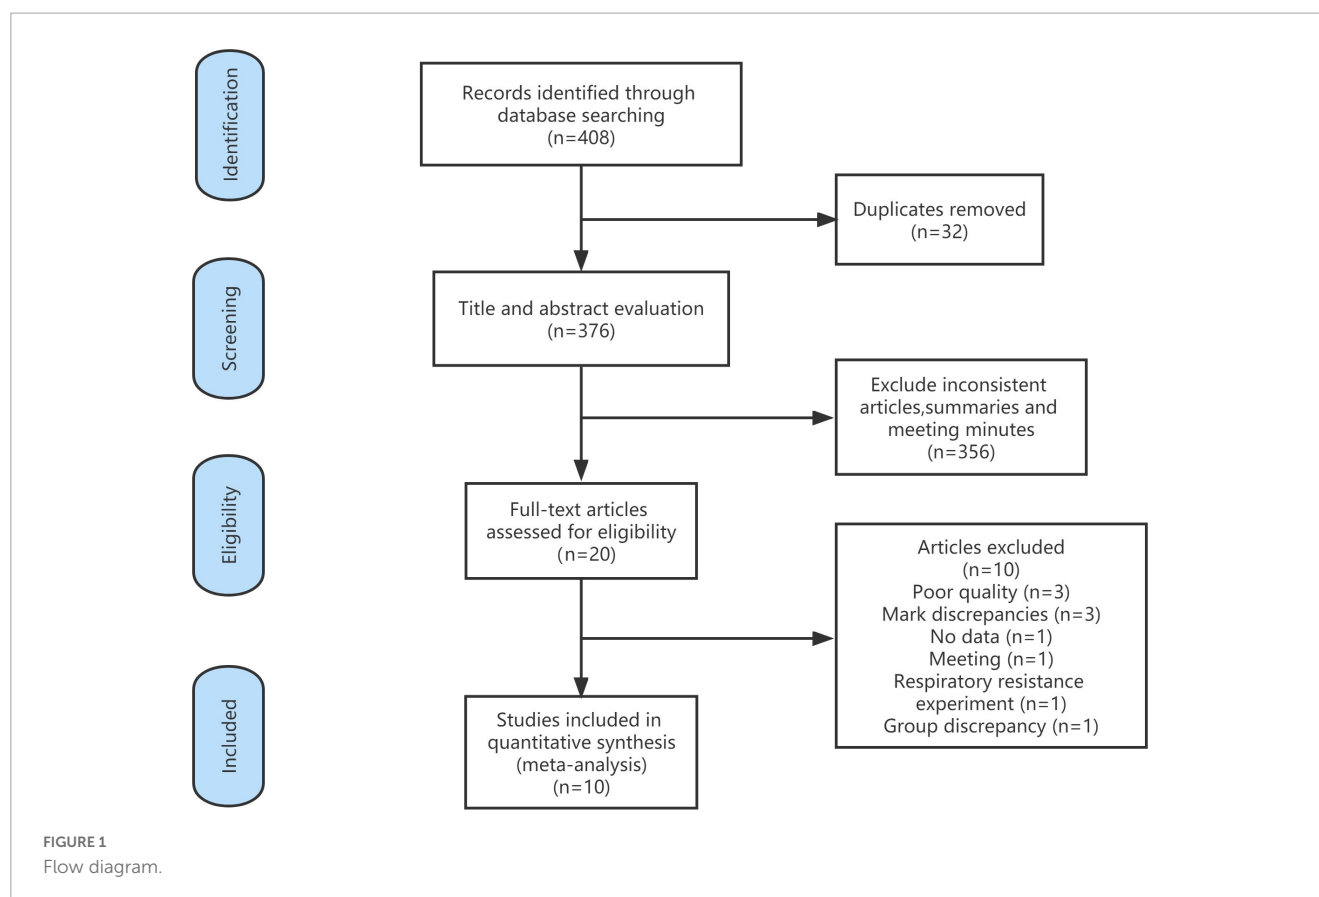 Identification
Records identified through
database searching
(n=408)
Duplicates removed
(n=32)
Screening
Title and abstract evaluation
(n=376)
Exclude inconsistent
articles,summaries and
meeting minutes
(n=356)
Eligibility
Full-text articles
assessed for eligibility
(n=20)
Articles excluded
(n=10)
Poor quality (n=3)
Mark discrepancies (n=3)
No data (n=1)
Meeting (n=1)
Respiratory resistance
experiment (n=1)
Group discrepancy (n=1)
Included
Studies included in
quantitative synthesis
(meta-analysis)
(n=10)
FIGURE 1
Flow diagram.